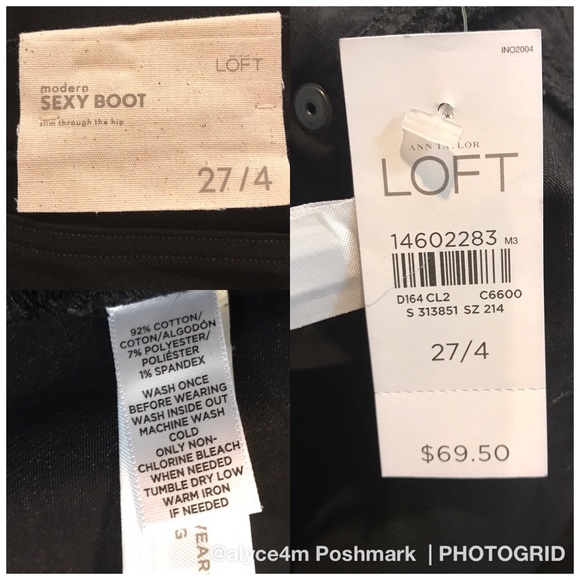 LOFT
modern
SEXY BOOT
slim through the hip
27/4
INO2004
ANN TAYLOR
LOFT
14602283 M3
D164 CL2 C6600
S 313851 SZ 214
27/4
$69.50
92% COTTON/
COTON/ALGODÓN
7% POLYESTER/
POLIÉSTER
1% SPANDEX
WASH ONCE
BEFORE WEARING
WASH INSIDE OUT
MACHINE WASH
COLD
ONLY NON-
CHLORINE BLEACH
WHEN NEEDED
TUMBLE DRY LOW
WARM IRON
IF NEEDED
@alyce4m Poshmark | PHOTOGRID